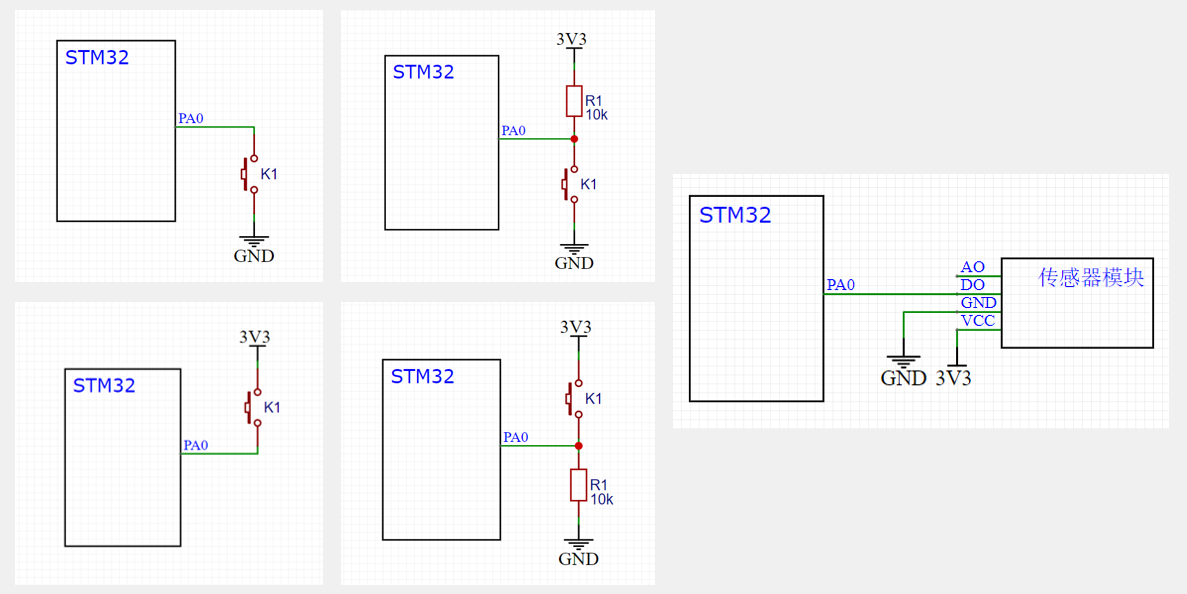 STM32
PA0
K1
GND
3V3
STM32
R1
10k
PA0
K1
GND
3V3
STM32
K1
PA0
3V3
STM32
K1
PA0
R1
10k
GND
STM32
传感器模块
AO
PA0
DO
GND
VCC
GND
3V3